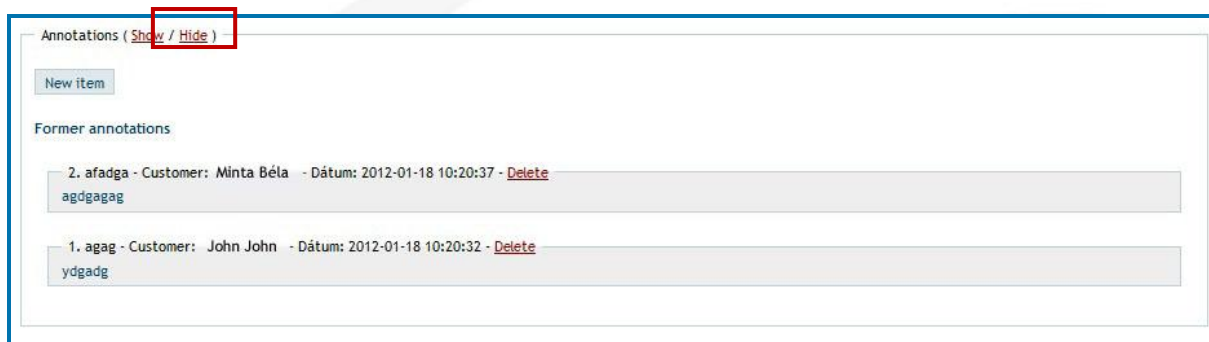 Annotations ( Show / Hide )
New item
Former annotations
2. afadga - Customer: Minta Béla - Dátum: 2012-01-18 10:20:37 - Delete
agdgagag
1. agag - Customer: John John - Dátum: 2012-01-18 10:20:32 - Delete
ydgadg